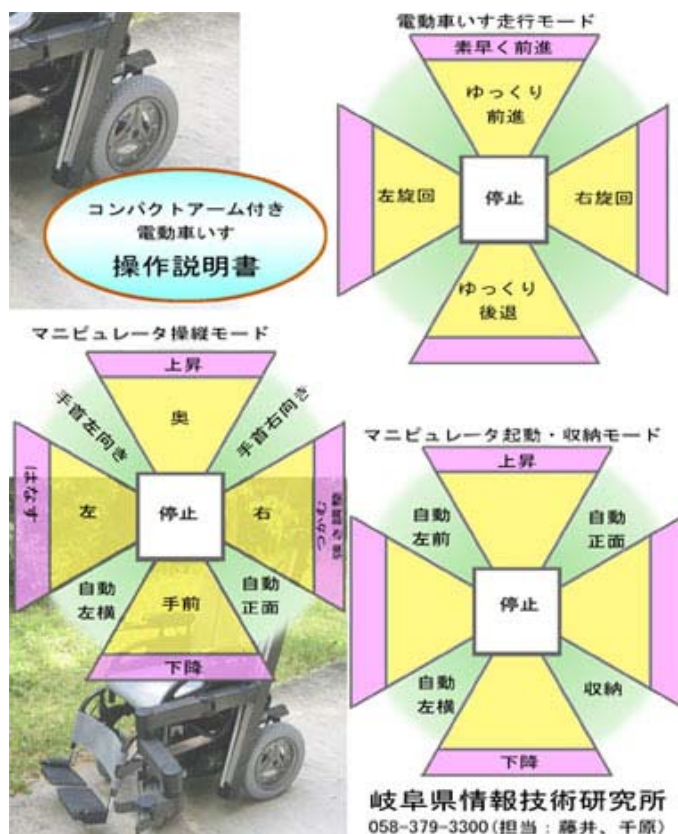 電動車いす走行モード
素早く前進
ゆっくり
前進
左旋回
停止
右旋回
ゆっくり
後退
コンパクトアーム付き
電動車いす
操作説明書
マニピュレータ操縦モード
上昇
手首左向き
奥
手首右向き
はなす
左
停止
右
つかむ
自動
左横
手前
自動
正面
下降
マニピュレータ起動・収納モード
上昇
自動
左前
自動
正面
停止
自動
左横
収納
下降
岐阜県情報技術研究所
058-379-3300(担当：藤井、千原)